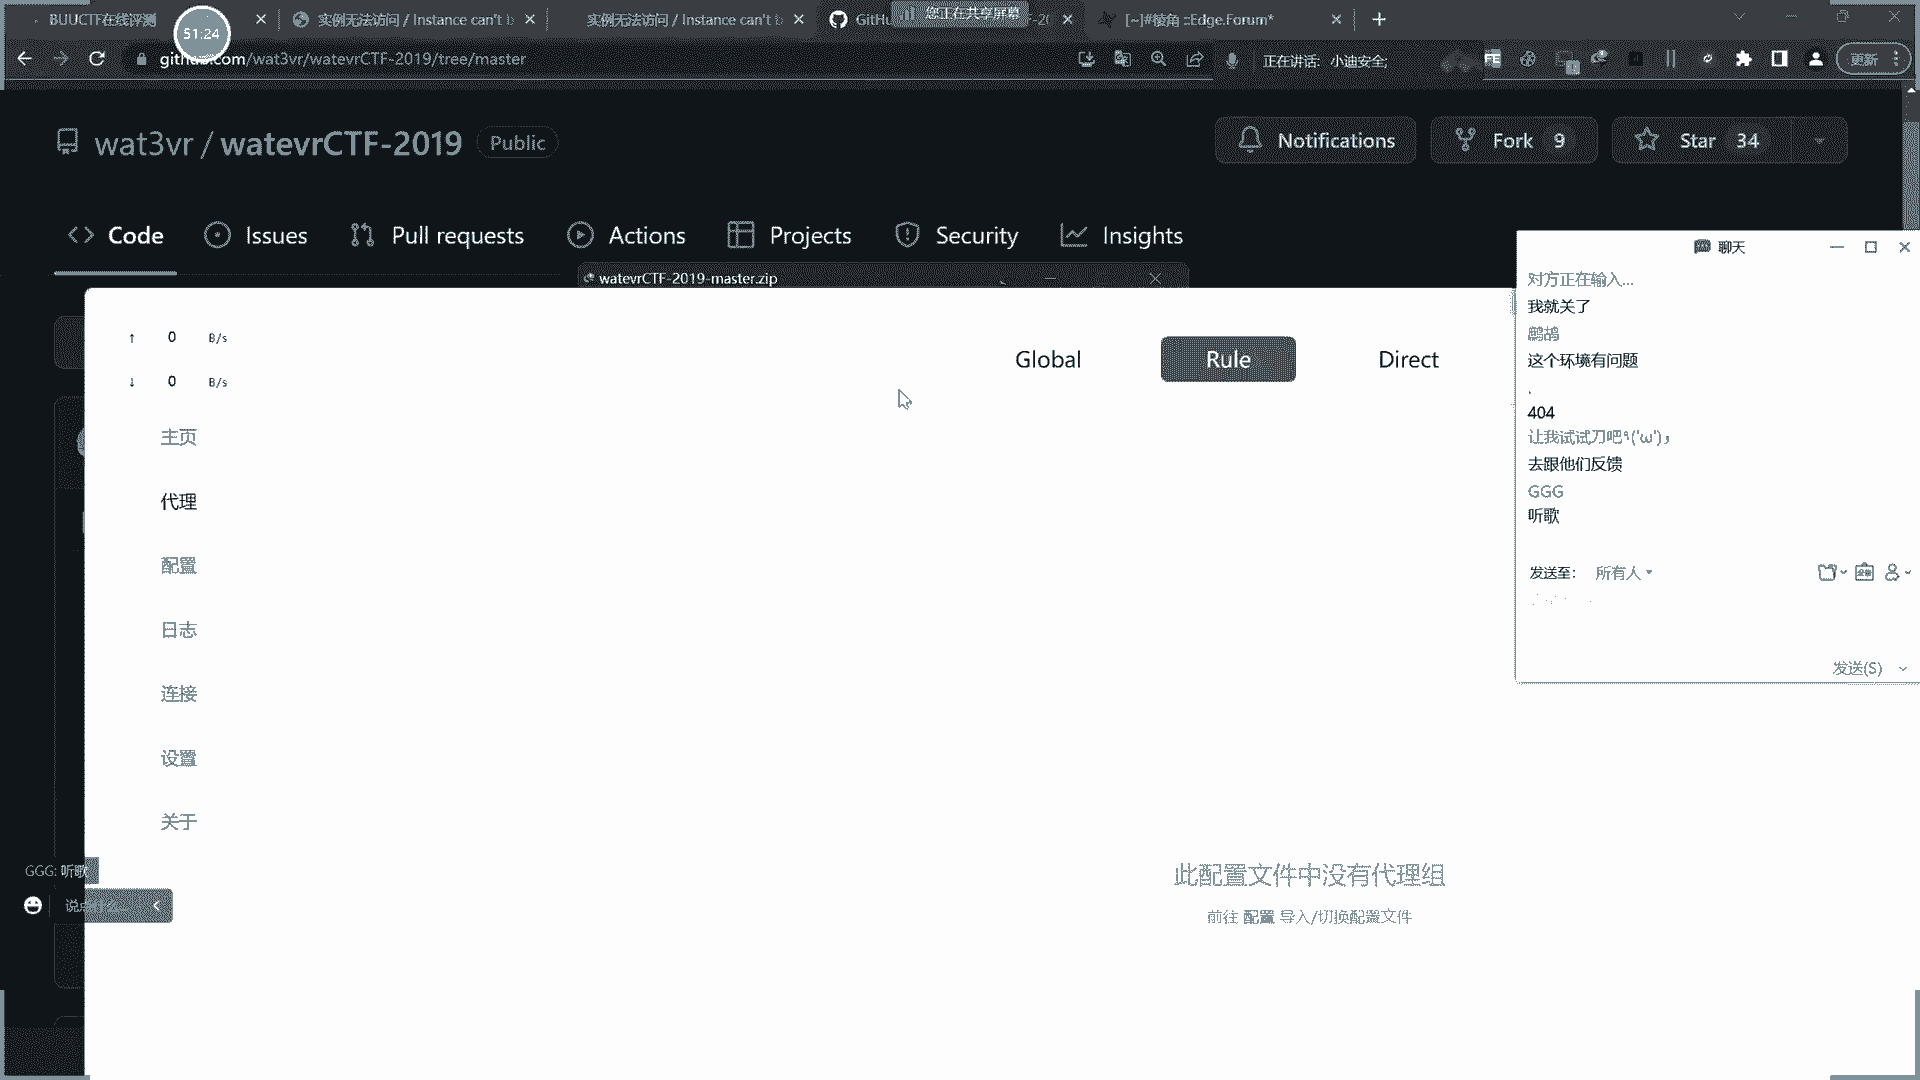 BUUCTF在线评测
实例无法访问 / Instance can't b
实例无法访问 / Instance can't b
GitHu
您正在共享屏幕
[~]#棱角 ::Edge.Forum*
51:24
github.com/wat3vr/watevrCTF-2019/tree/master
正在讲话: 小迪安全;
更新
wat3vr / watevrCTF-2019
Public
Notifications
Fork 9
Star 34
Code
Issues
Pull requests
Actions
Projects
Security
Insights
watevrCTF-2019-master.zip
↑ 0 B/s
↓ 0 B/s
Global
Rule
Direct
主页
代理
配置
日志
连接
设置
关于
此配置文件中没有代理组
前往 配置 导入/切换配置文件
聊天
对方正在输入...
我就关了
鹧鸪
这个环境有问题
.
404
让我试试刀吧٩('ω')و
去跟他们反馈
GGG
听歌
发送至: 所有人
发送(S)
GGG: 听歌
说点什么...